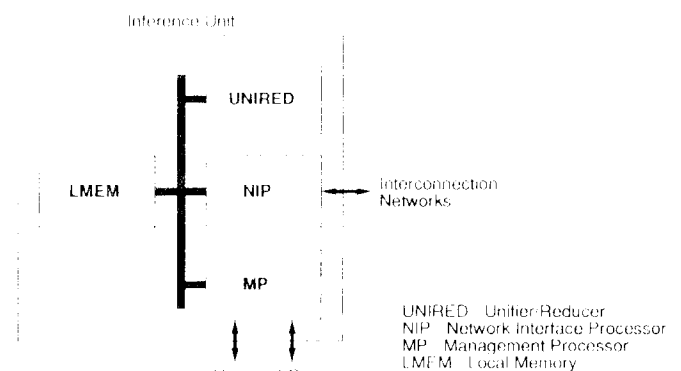 Inference Unit
UNIRED
LMEM
NIP
Interconnection
Networks
MP
UNIRED Unifier-Reducer
NIP Network Interface Processor
MP Management Processor
LMEM Local Memory